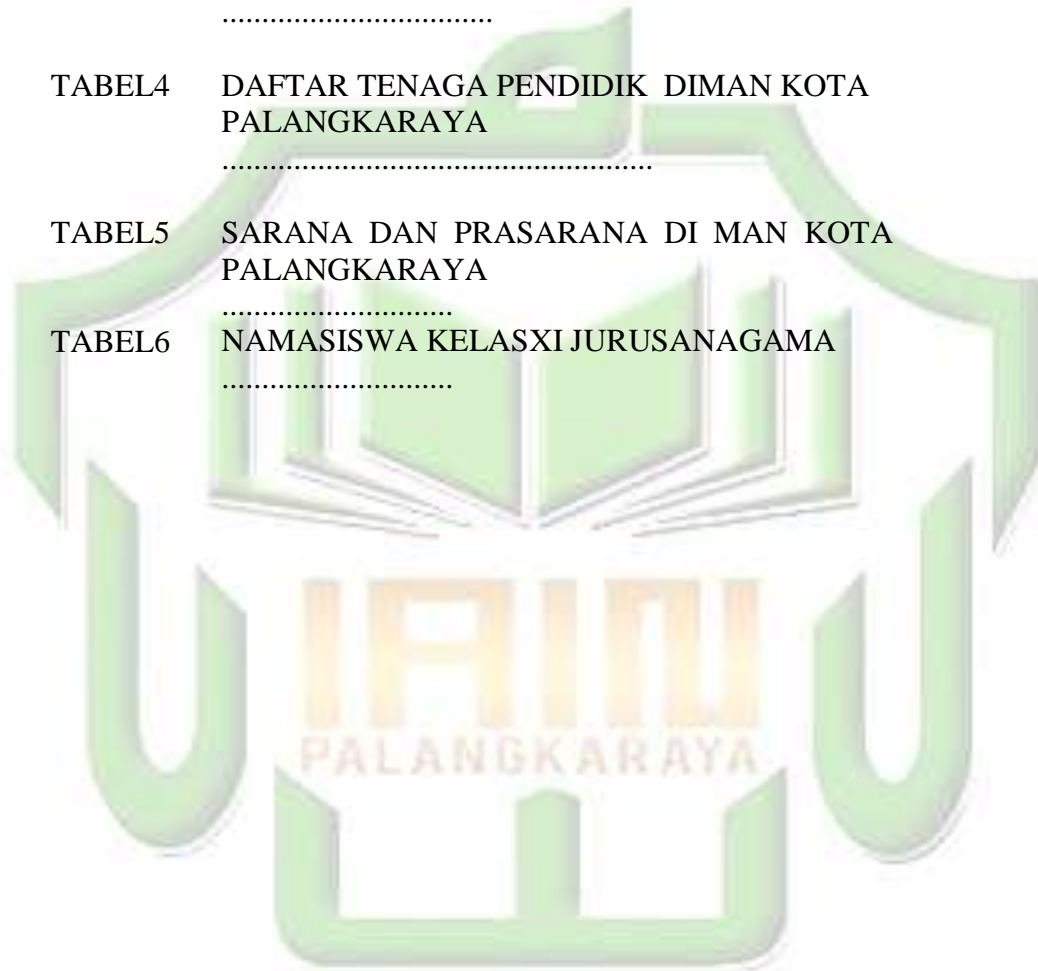 ..................................
TABEL4 DAFTAR TENAGA PENDIDIK DIMAN KOTA
PALANGKARAYA
......................................................
TABEL5 SARANA DAN PRASARANA DI MAN KOTA
PALANGKARAYA
.............................
TABEL6 NAMASISWA KELASXI JURUSANAGAMA
.............................
IAIN
PALANGKARAYA